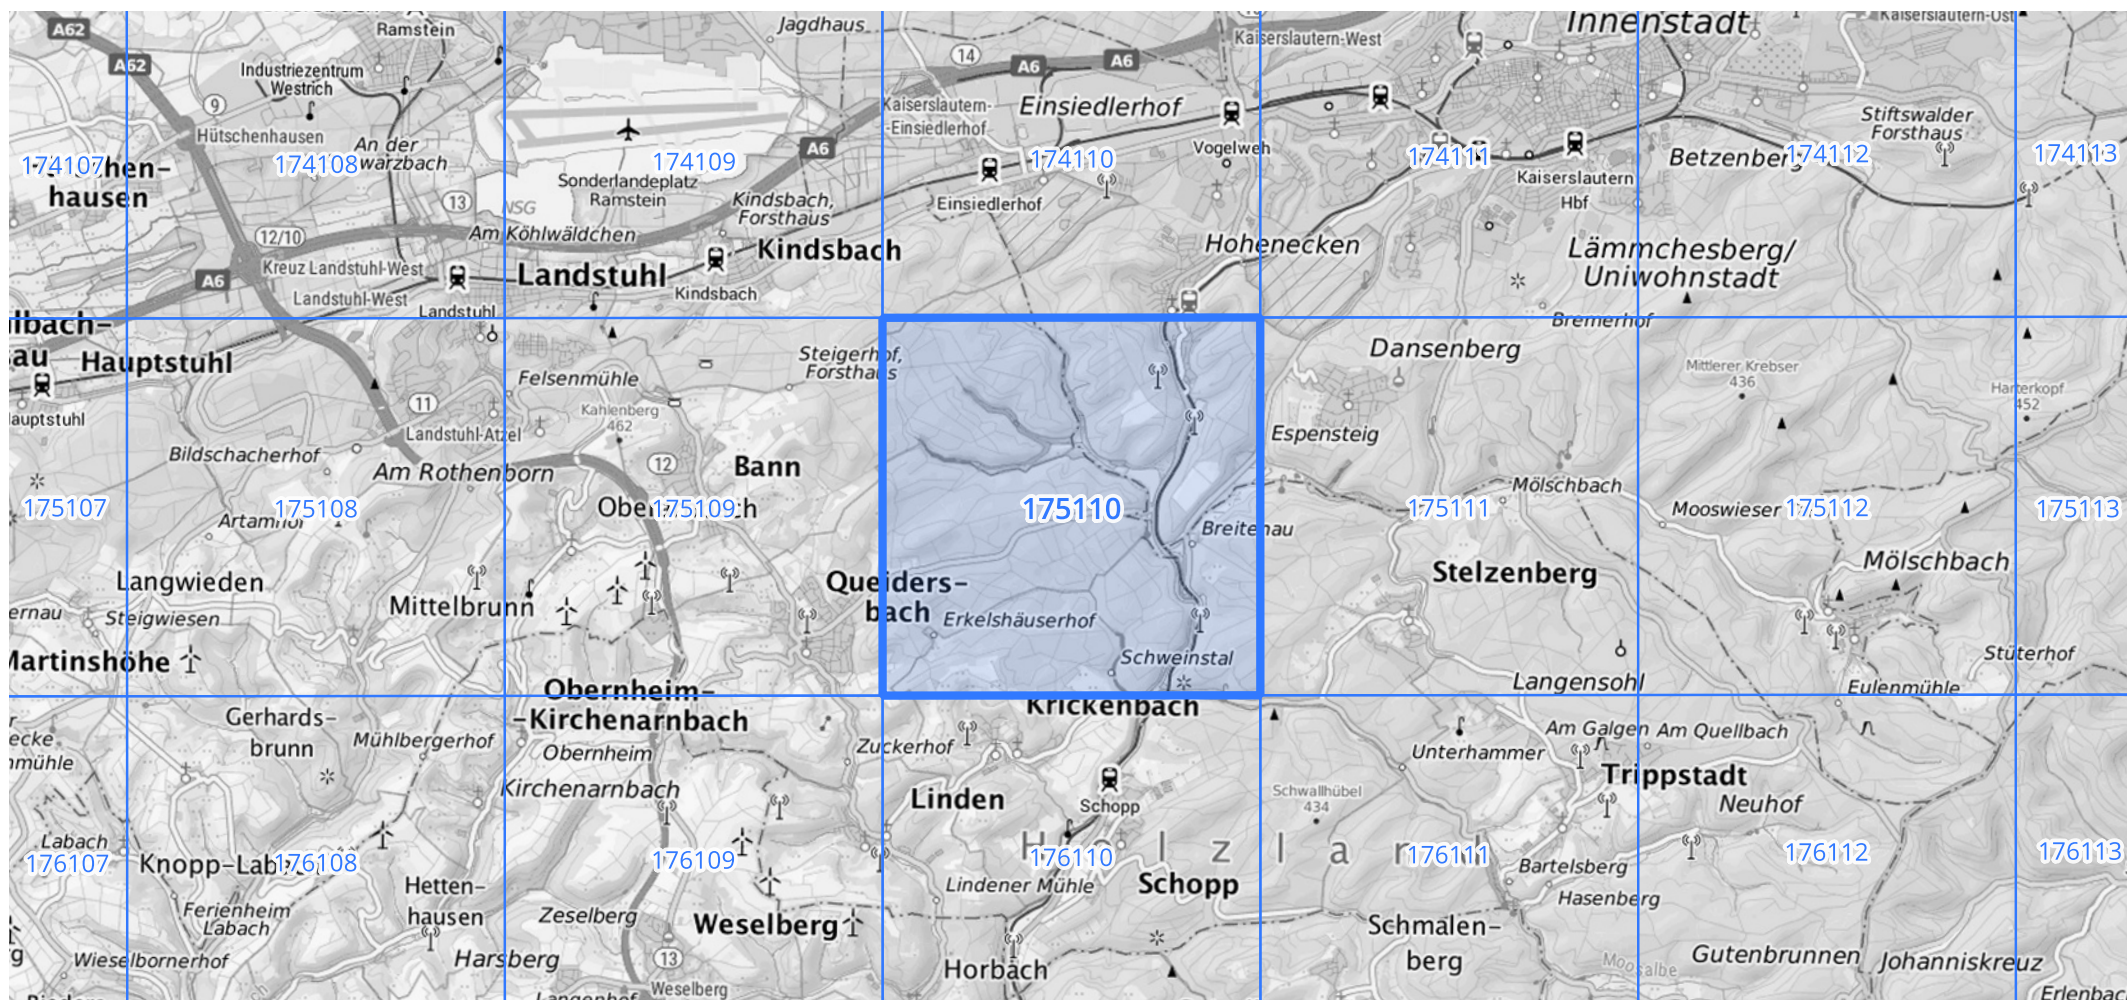 A62
Ramstein
Jagdhaus
Innenstadt
Kaiserslautern-Ost
A62
Industriezentrum
Westrich
14
A6
A6
Kaiserslautern-West
9
Hütschenhausen
An der
Kaiserslautern-
-Einsiedlerhof
Einsiedlerhof
Stiftswalder
Forsthaus
A6
Vogelweh
174107
174108
174109
174110
174111
174112
174113
hausen
Sonderlandeplatz
Ramstein
Betzenberg
Kaiserslautern
Hbf
13
NSG
Kindsbach,
Forsthaus
Einsiedlerhof
Am Köhlwäldchen
12/10
Kindsbach
Hohenecken
Lämmchesberg/
Uniwohnstadt
A6
Kreuz Landstuhl-West
Landstuhl
Kindsbach
Landstuhl-West
Landstuhl
Bremerhof
Hauptstuhl
Steigerhof,
Forsthaus
Dansenberg
Felsenmühle
Mittlerer Krebser
436
Harterkopf
452
11
Kahlenberg
462
Landstuhl-Atzel
Espensteig
Bildschacherhof
Am Rothenborn
12
Bann
Mölschbach
175107
175108
175109
175110
175111
175112
175113
Mooswieser
Breitenau
Langwieden
Mittelbrunn
Queiders-
bach
Stelzenberg
Mölschbach
Steigwiesen
Erkelshäuserhof
Martinshöhe
Schweinstal
Stüterhof
Langensohl
Eulenmühle
Obernheim-
-Kirchenarnbach
Krickenbach
Gerhards-
brunn
Mühlbergerhof
Obernheim
Zuckerhof
Unterhammer
Am Galgen
Am Quellbach
Kirchenarnbach
Linden
Schopp
Schwallhübel
434
Trippstadt
Neuhof
Labach
176107
176108
176109
176110
176111
176112
176113
Hetten-
hausen
Lindener Mühle
Schopp
Bartelsberg
Hasenberg
Ferienheim
Labach
Zeselberg
Weselberg
Schmalen-
berg
Wieselbornerhof
Harsberg
13
Weselberg
Horbach
Moosalbe
Gutenbrunnen
Johanniskreuz